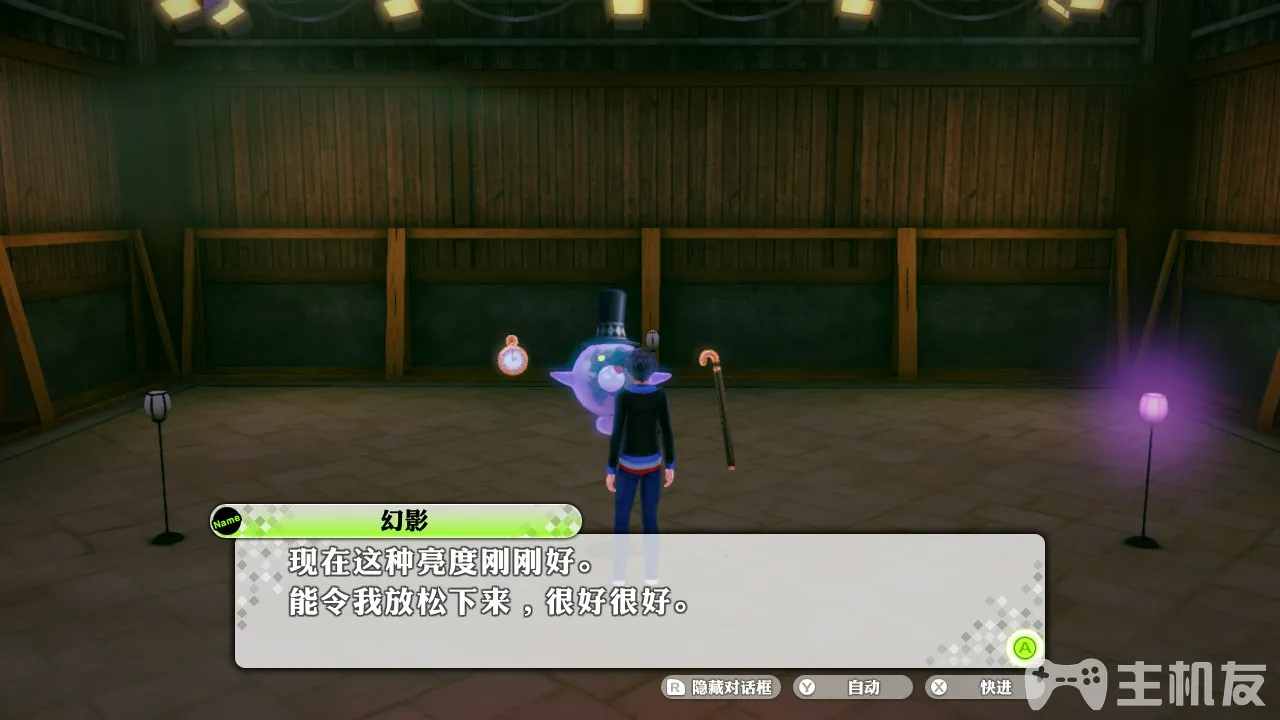 Name
幻影
现在这种亮度刚刚好。
能令我放松下来，很好很好。
A
R 隐藏对话框 Y 自动 X 快进
主机友